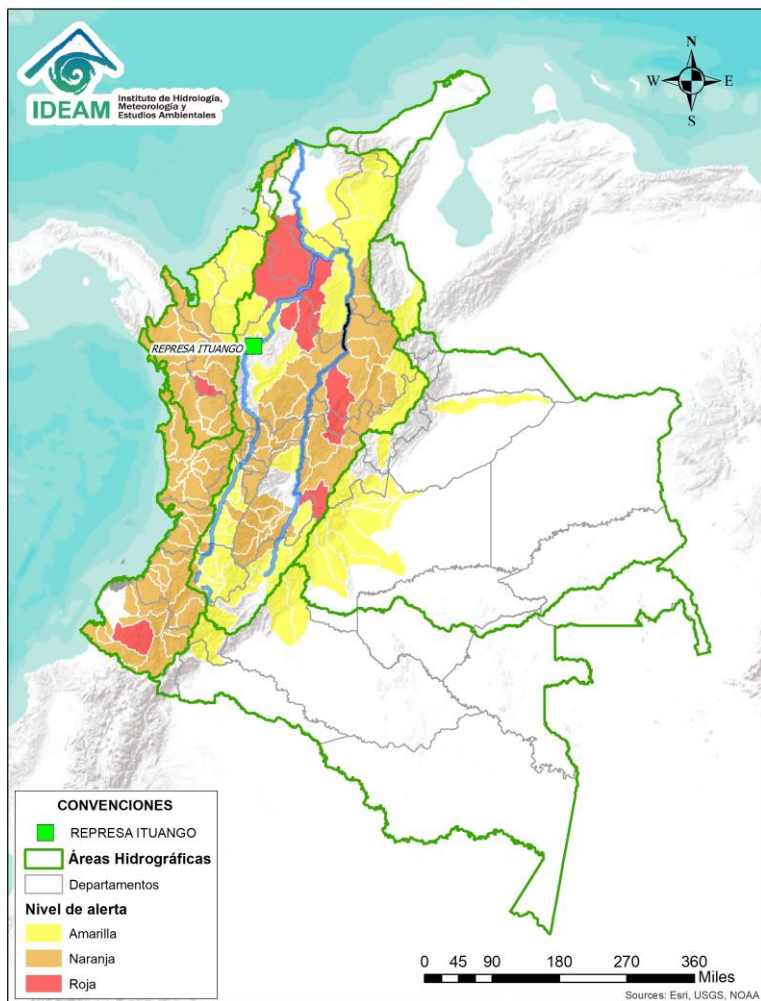 IDEAM
Instituto de Hidrología,
Meteorología y
Estudios Ambientales
N
W
E
S
REPRESA ITUANGO
CONVENCIONES
REPRESA ITUANGO
Áreas Hidrográficas
Departamentos
Nivel de alerta
Amarilla
Naranja
Roja
0 45 90 180 270 360
Miles
Sources: Esri, USGS, NOAA